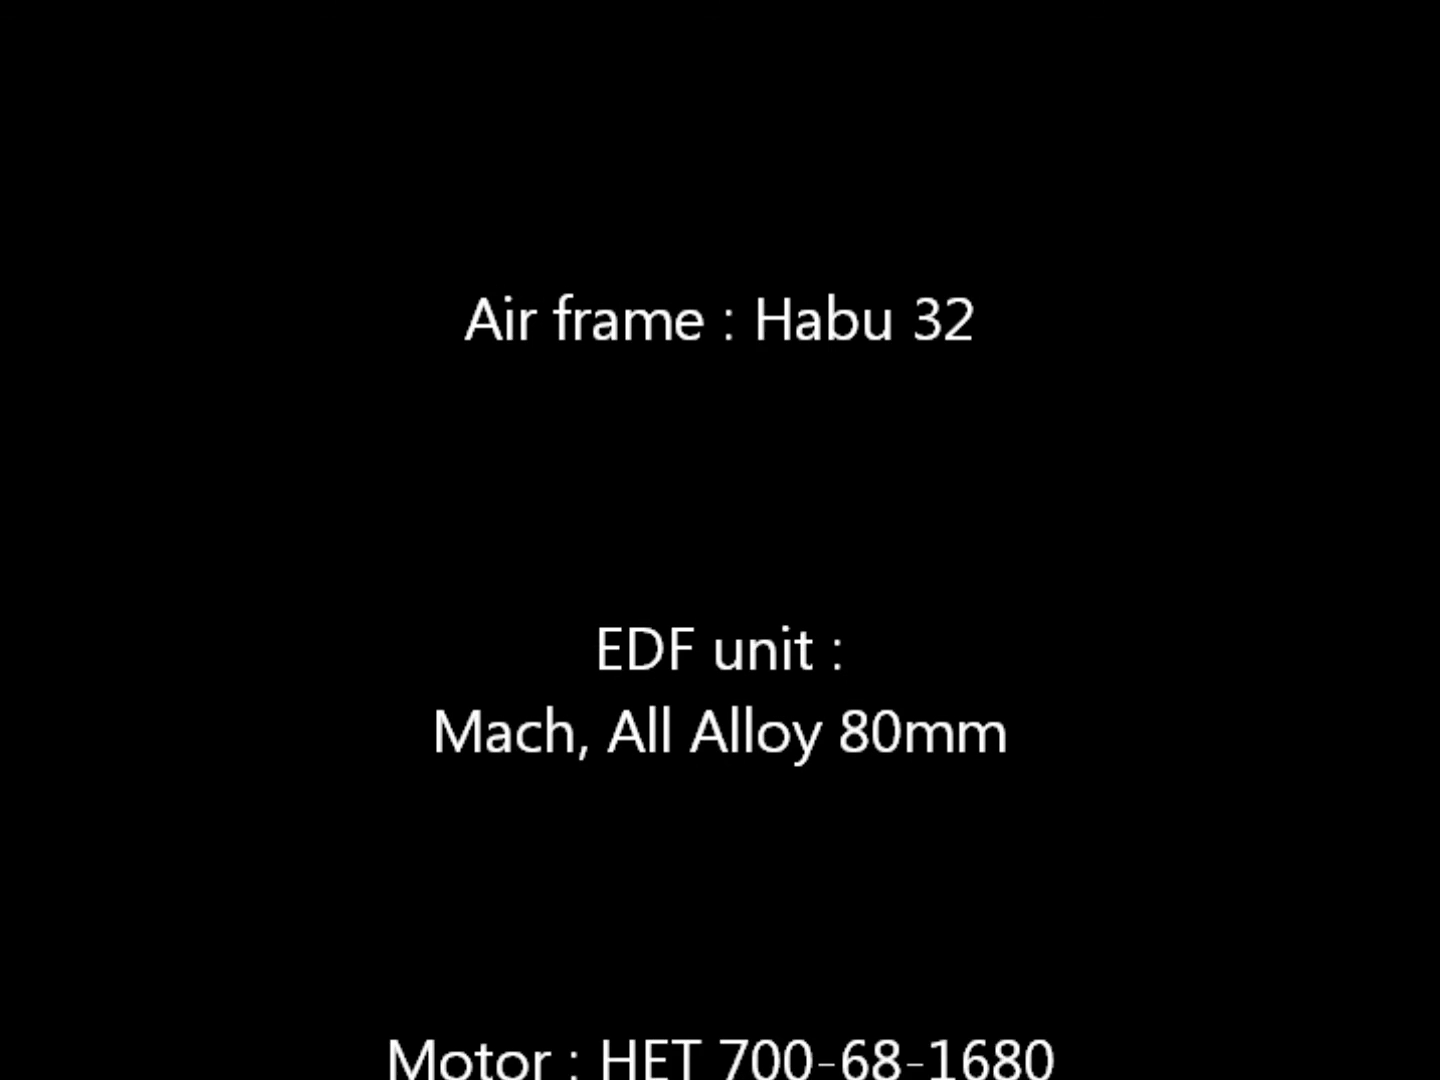 Air frame : Habu 32
EDF unit :
Mach, All Alloy 80mm
Motor : HET 700-68-1680